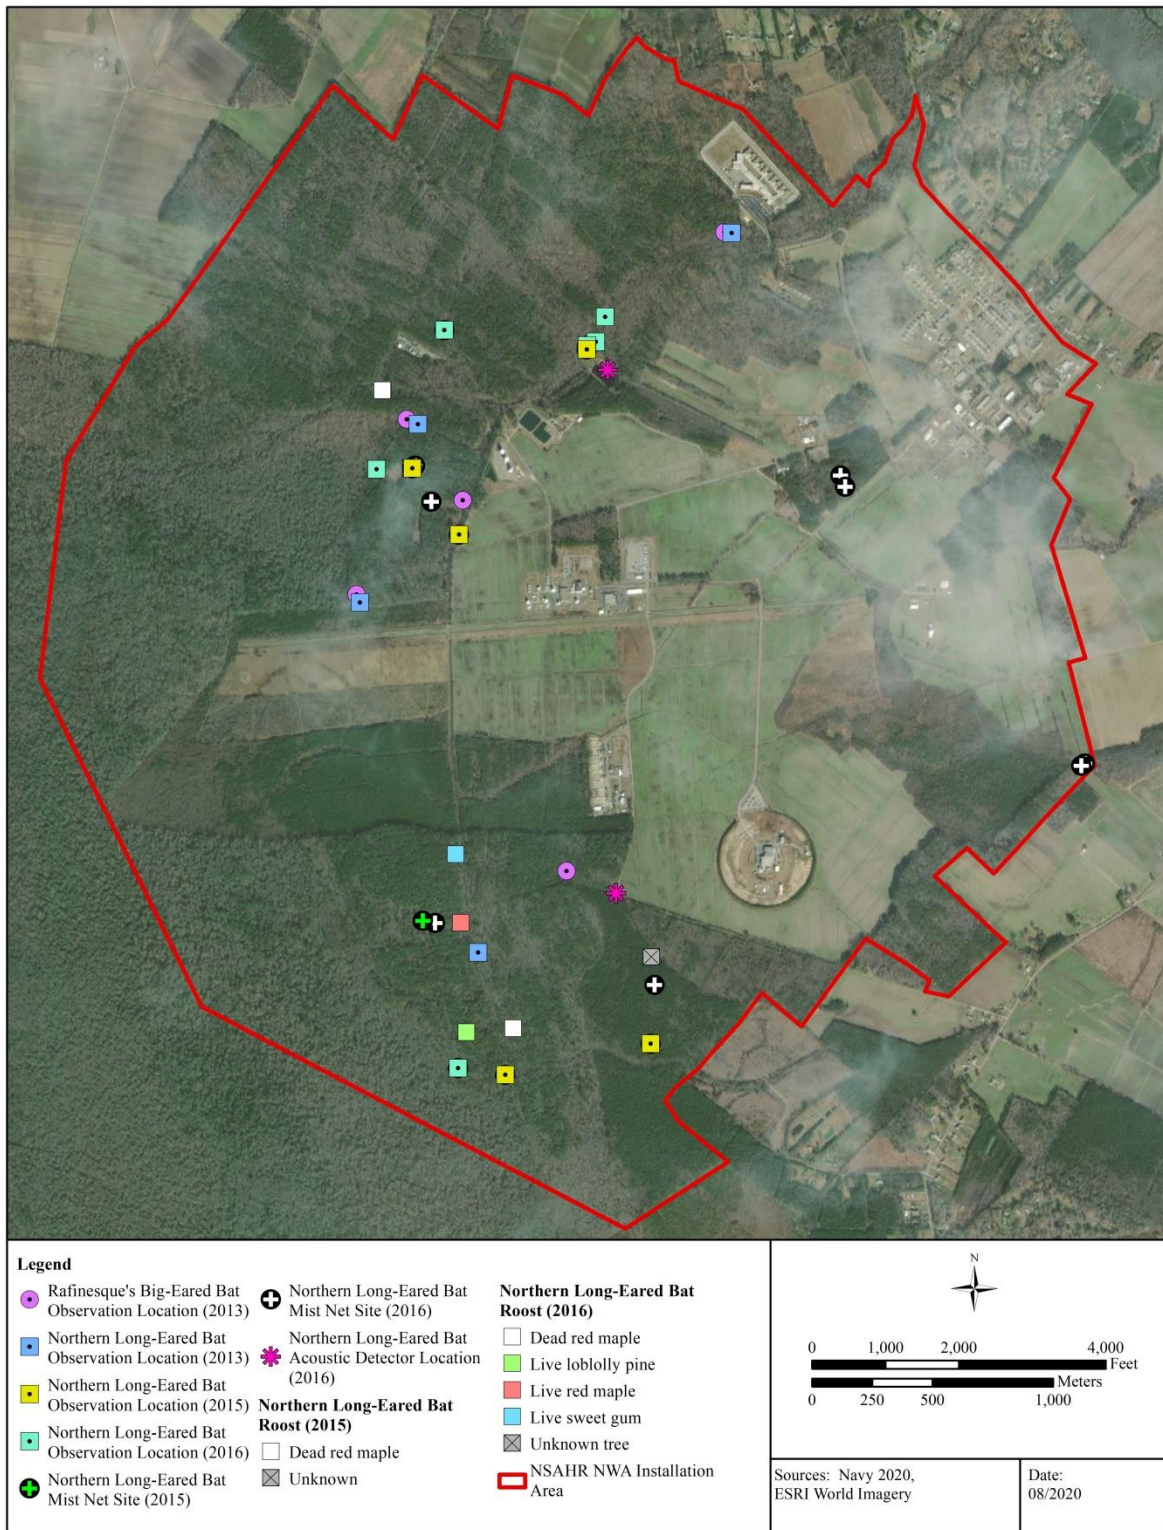 Legend
Rafinesque's Big-Eared Bat
Observation Location (2013)
Northern Long-Eared Bat
Observation Location (2013)
Northern Long-Eared Bat
Observation Location (2015)
Northern Long-Eared Bat
Observation Location (2016)
Northern Long-Eared Bat
Mist Net Site (2015)
Northern Long-Eared Bat
Mist Net Site (2016)
Northern Long-Eared Bat
Acoustic Detector Location
(2016)
Northern Long-Eared Bat
Roost (2015)
Dead red maple
Unknown
Northern Long-Eared Bat
Roost (2016)
Dead red maple
Live loblolly pine
Live red maple
Live sweet gum
Unknown tree
NSAHR NWA Installation
Area
N
0 1,000 2,000 4,000
Feet
Meters
0 250 500 1,000
Sources: Navy 2020,
ESRI World Imagery
Date:
08/2020